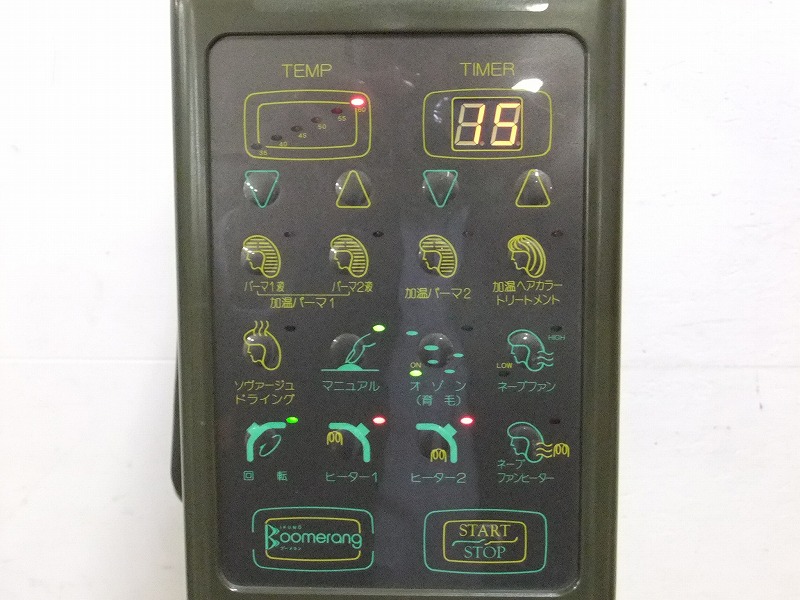 TEMP
TIMER
35 40 45 50 55 60
15
パーマ1液
パーマ2液
加温パーマ1
加温パーマ2
加温ヘアカラー
トリートメント
ソヴァージュ
ドライング
マニュアル
ON
オゾン
(育毛)
HIGH
LOW
ネープファン
回転
ヒーター1
ヒーター2
ネープ
ファンヒーター
Boomerang
ブーメラン
START
STOP